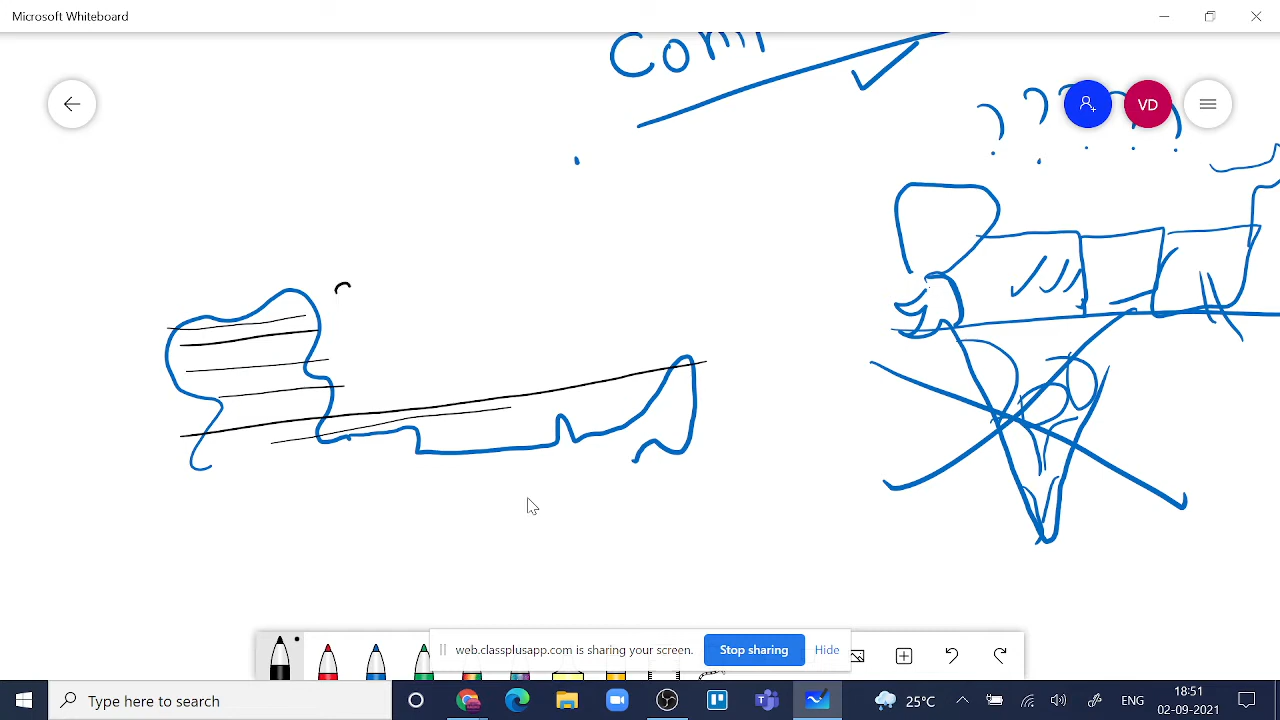 Microsoft Whiteboard
? ? ? ? ?
VD
web.classplusapp.com is sharing your screen.
Stop sharing
Hide
Type here to search
25°C
ENG
18:51
02-09-2021